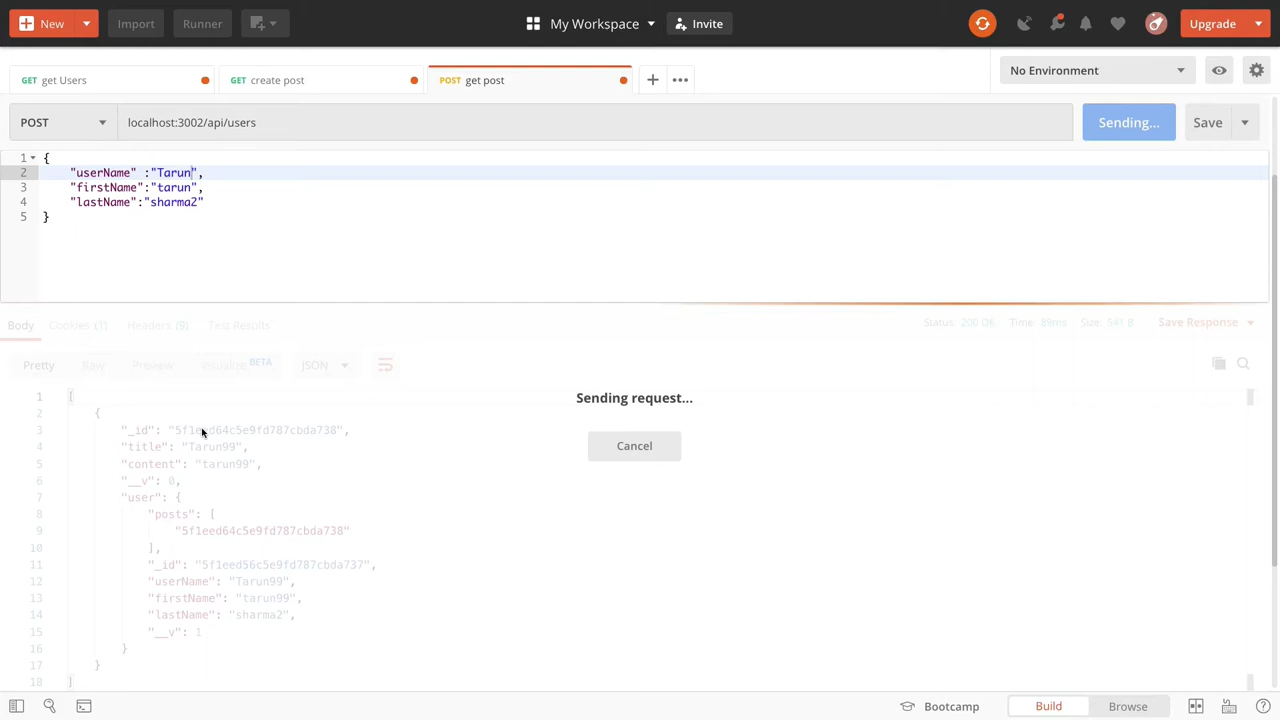 New Import Runner My Workspace Invite Upgrade
GET get Users GET create post POST get post No Environment
POST localhost:3002/api/users Sending... Save
1 {
2 "userName" :"Tarun",
3 "firstName":"tarun",
4 "lastName":"sharma2"
5 }
Body Cookies (1) Headers (9) Test Results Status: 200 OK Time: 89ms Size: 541 B Save Response
Pretty Raw Preview Visualize BETA JSON
1 [
Sending request...
2 {
3 "_id": "5f1eed64c5e9fd787cbda738",
4 "title": "Tarun99",
Cancel
5 "content": "tarun99",
6 "__v": 0,
7 "user": {
8 "posts": [
9 "5f1eed64c5e9fd787cbda738"
10 ],
11 "_id": "5f1eed56c5e9fd787cbda737",
12 "userName": "Tarun99",
13 "firstName": "tarun99",
14 "lastName": "sharma2",
15 "__v": 1
16 }
17 }
18 ]
Bootcamp Build Browse